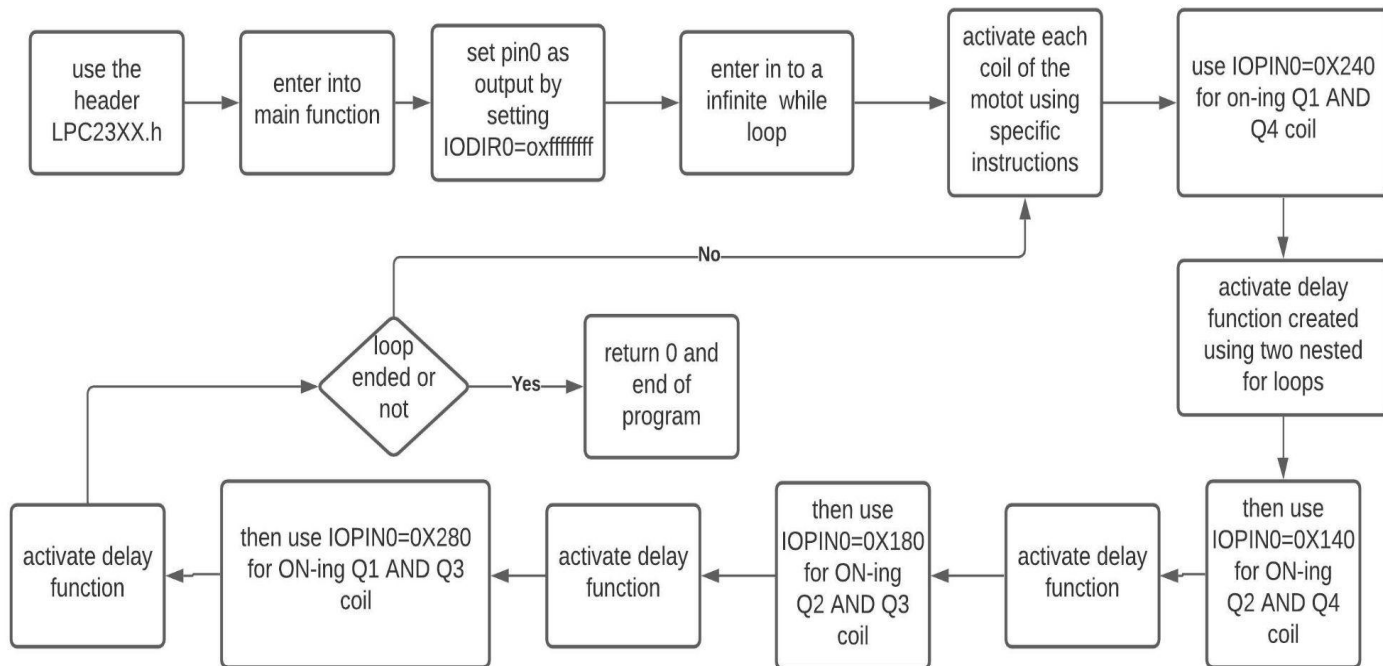 use the
header
LPC23XX.h
enter into
main function
set pin0 as
output by
setting
IODIR0=oxffffffff
enter in to a
infinite while
loop
activate each
coil of the
motot using
specific
instructions
use IOPIN0=0X240
for on-ing Q1 AND
Q4 coil
activate delay
function created
using two nested
for loops
then use
IOPIN0=0X140
for ON-ing
Q2 AND Q4
coil
activate delay
function
then use
IOPIN0=0X180
for ON-ing
Q2 AND Q3
coil
activate delay
function
then use IOPIN0=0X280
for ON-ing Q1 AND Q3
coil
activate delay
function
loop
ended or
not
No
Yes
return 0 and
end of
program